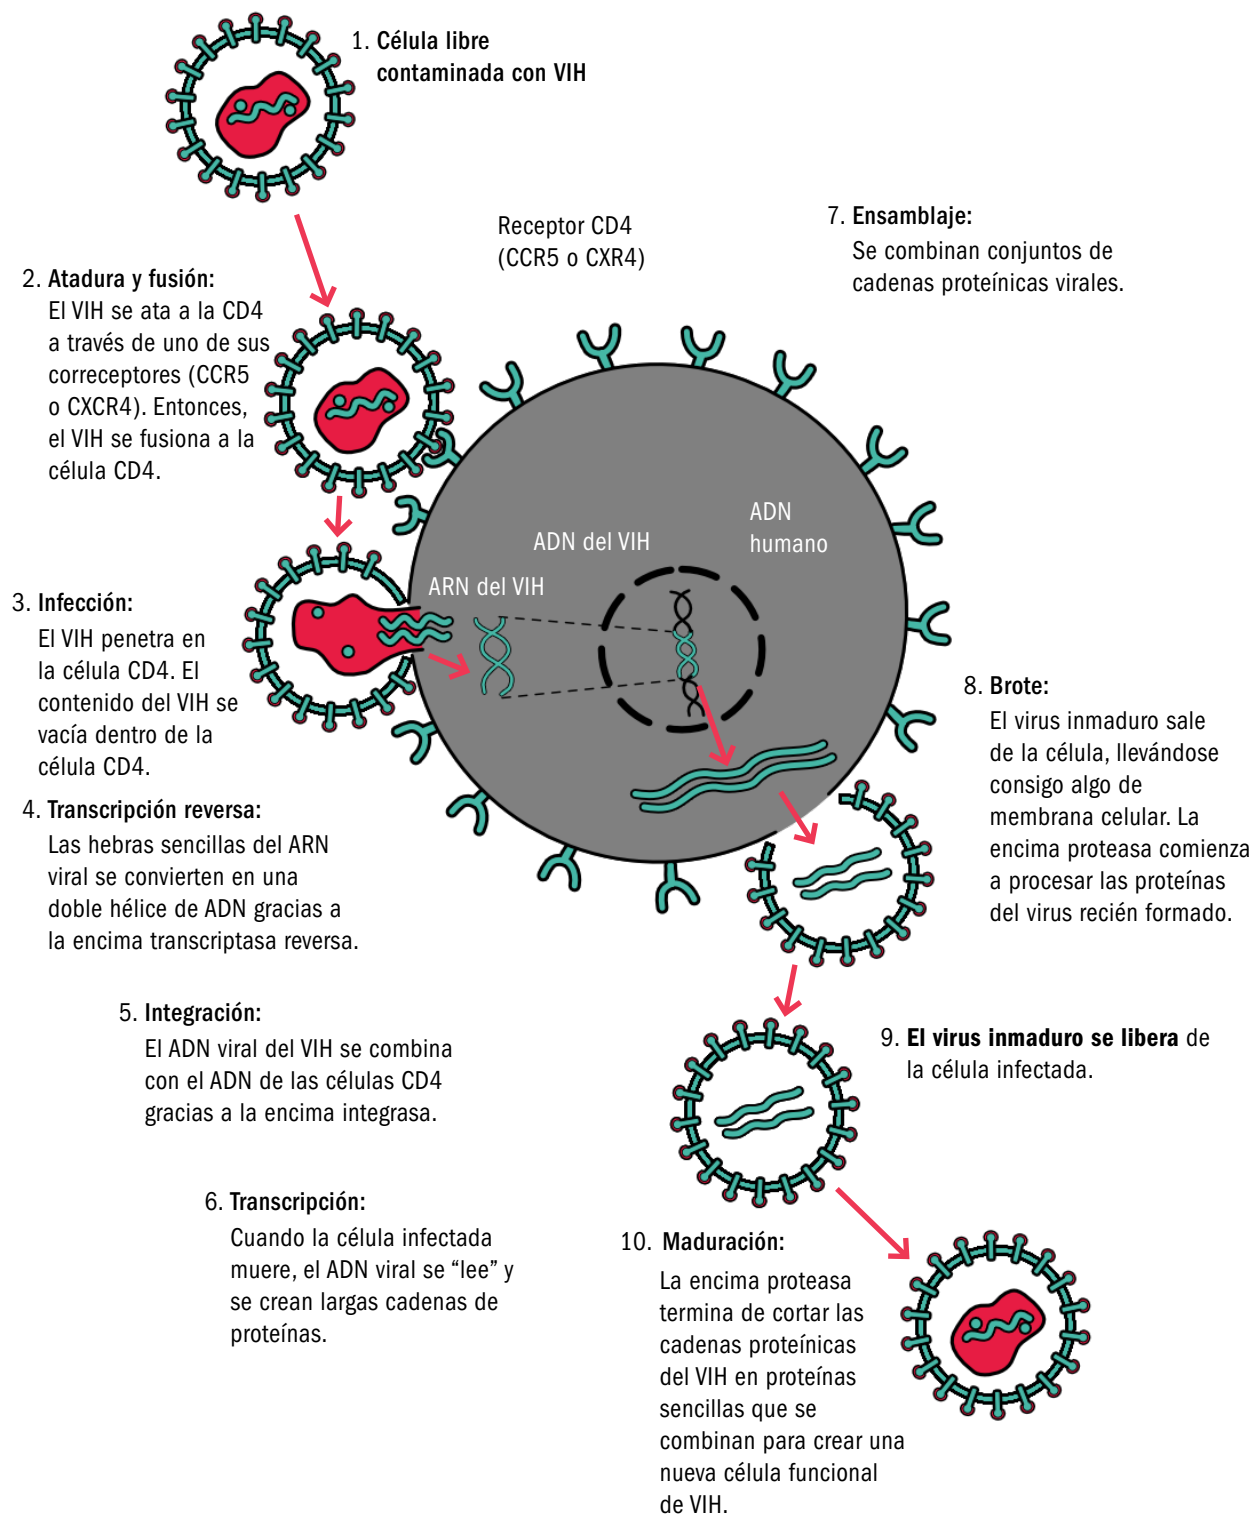 1. Célula libre
contaminada con VIH
Receptor CD4
(CCR5 o CXR4)
2. Atadura y fusión:
El VIH se ata a la CD4
a través de uno de sus
correceptores (CCR5
o CXCR4). Entonces,
el VIH se fusiona a la
célula CD4.
ADN del VIH
ADN
humano
ARN del VIH
3. Infección:
El VIH penetra en
la célula CD4. El
contenido del VIH se
vacía dentro de la
célula CD4.
4. Transcripción reversa:
Las hebras sencillas del ARN
viral se convierten en una
doble hélice de ADN gracias a
la encima transcriptasa reversa.
5. Integración:
El ADN viral del VIH se combina
con el ADN de las células CD4
gracias a la encima integrasa.
6. Transcripción:
Cuando la célula infectada
muere, el ADN viral se “lee” y
se crean largas cadenas de
proteínas.
7. Ensamblaje:
Se combinan conjuntos de
cadenas proteínicas virales.
8. Brote:
El virus inmaduro sale
de la célula, llevándose
consigo algo de
membrana celular. La
encima proteasa comienza
a procesar las proteínas
del virus recién formado.
9. El virus inmaduro se libera de
la célula infectada.
10. Maduración:
La encima proteasa
termina de cortar las
cadenas proteínicas
del VIH en proteínas
sencillas que se
combinan para crear una
nueva célula funcional
de VIH.